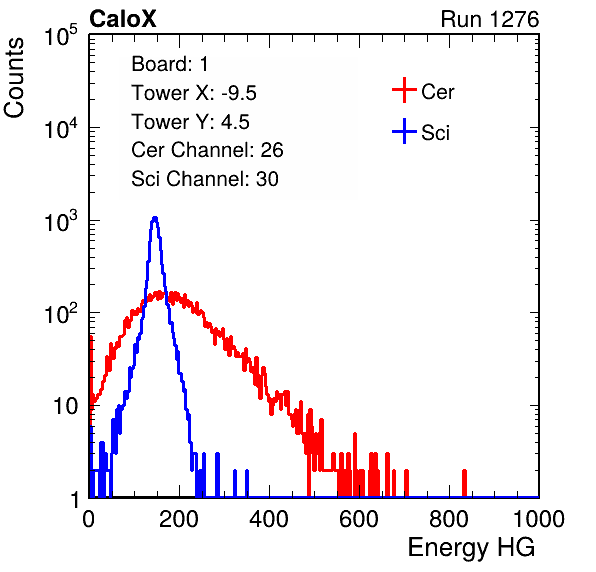 CaloX Run 1276
Counts
10^5
10^4
10^3
10^2
10
1
Board: 1
Tower X: -9.5
Tower Y: 4.5
Cer Channel: 26
Sci Channel: 30
Cer
Sci
0 200 400 600 800 1000
Energy HG